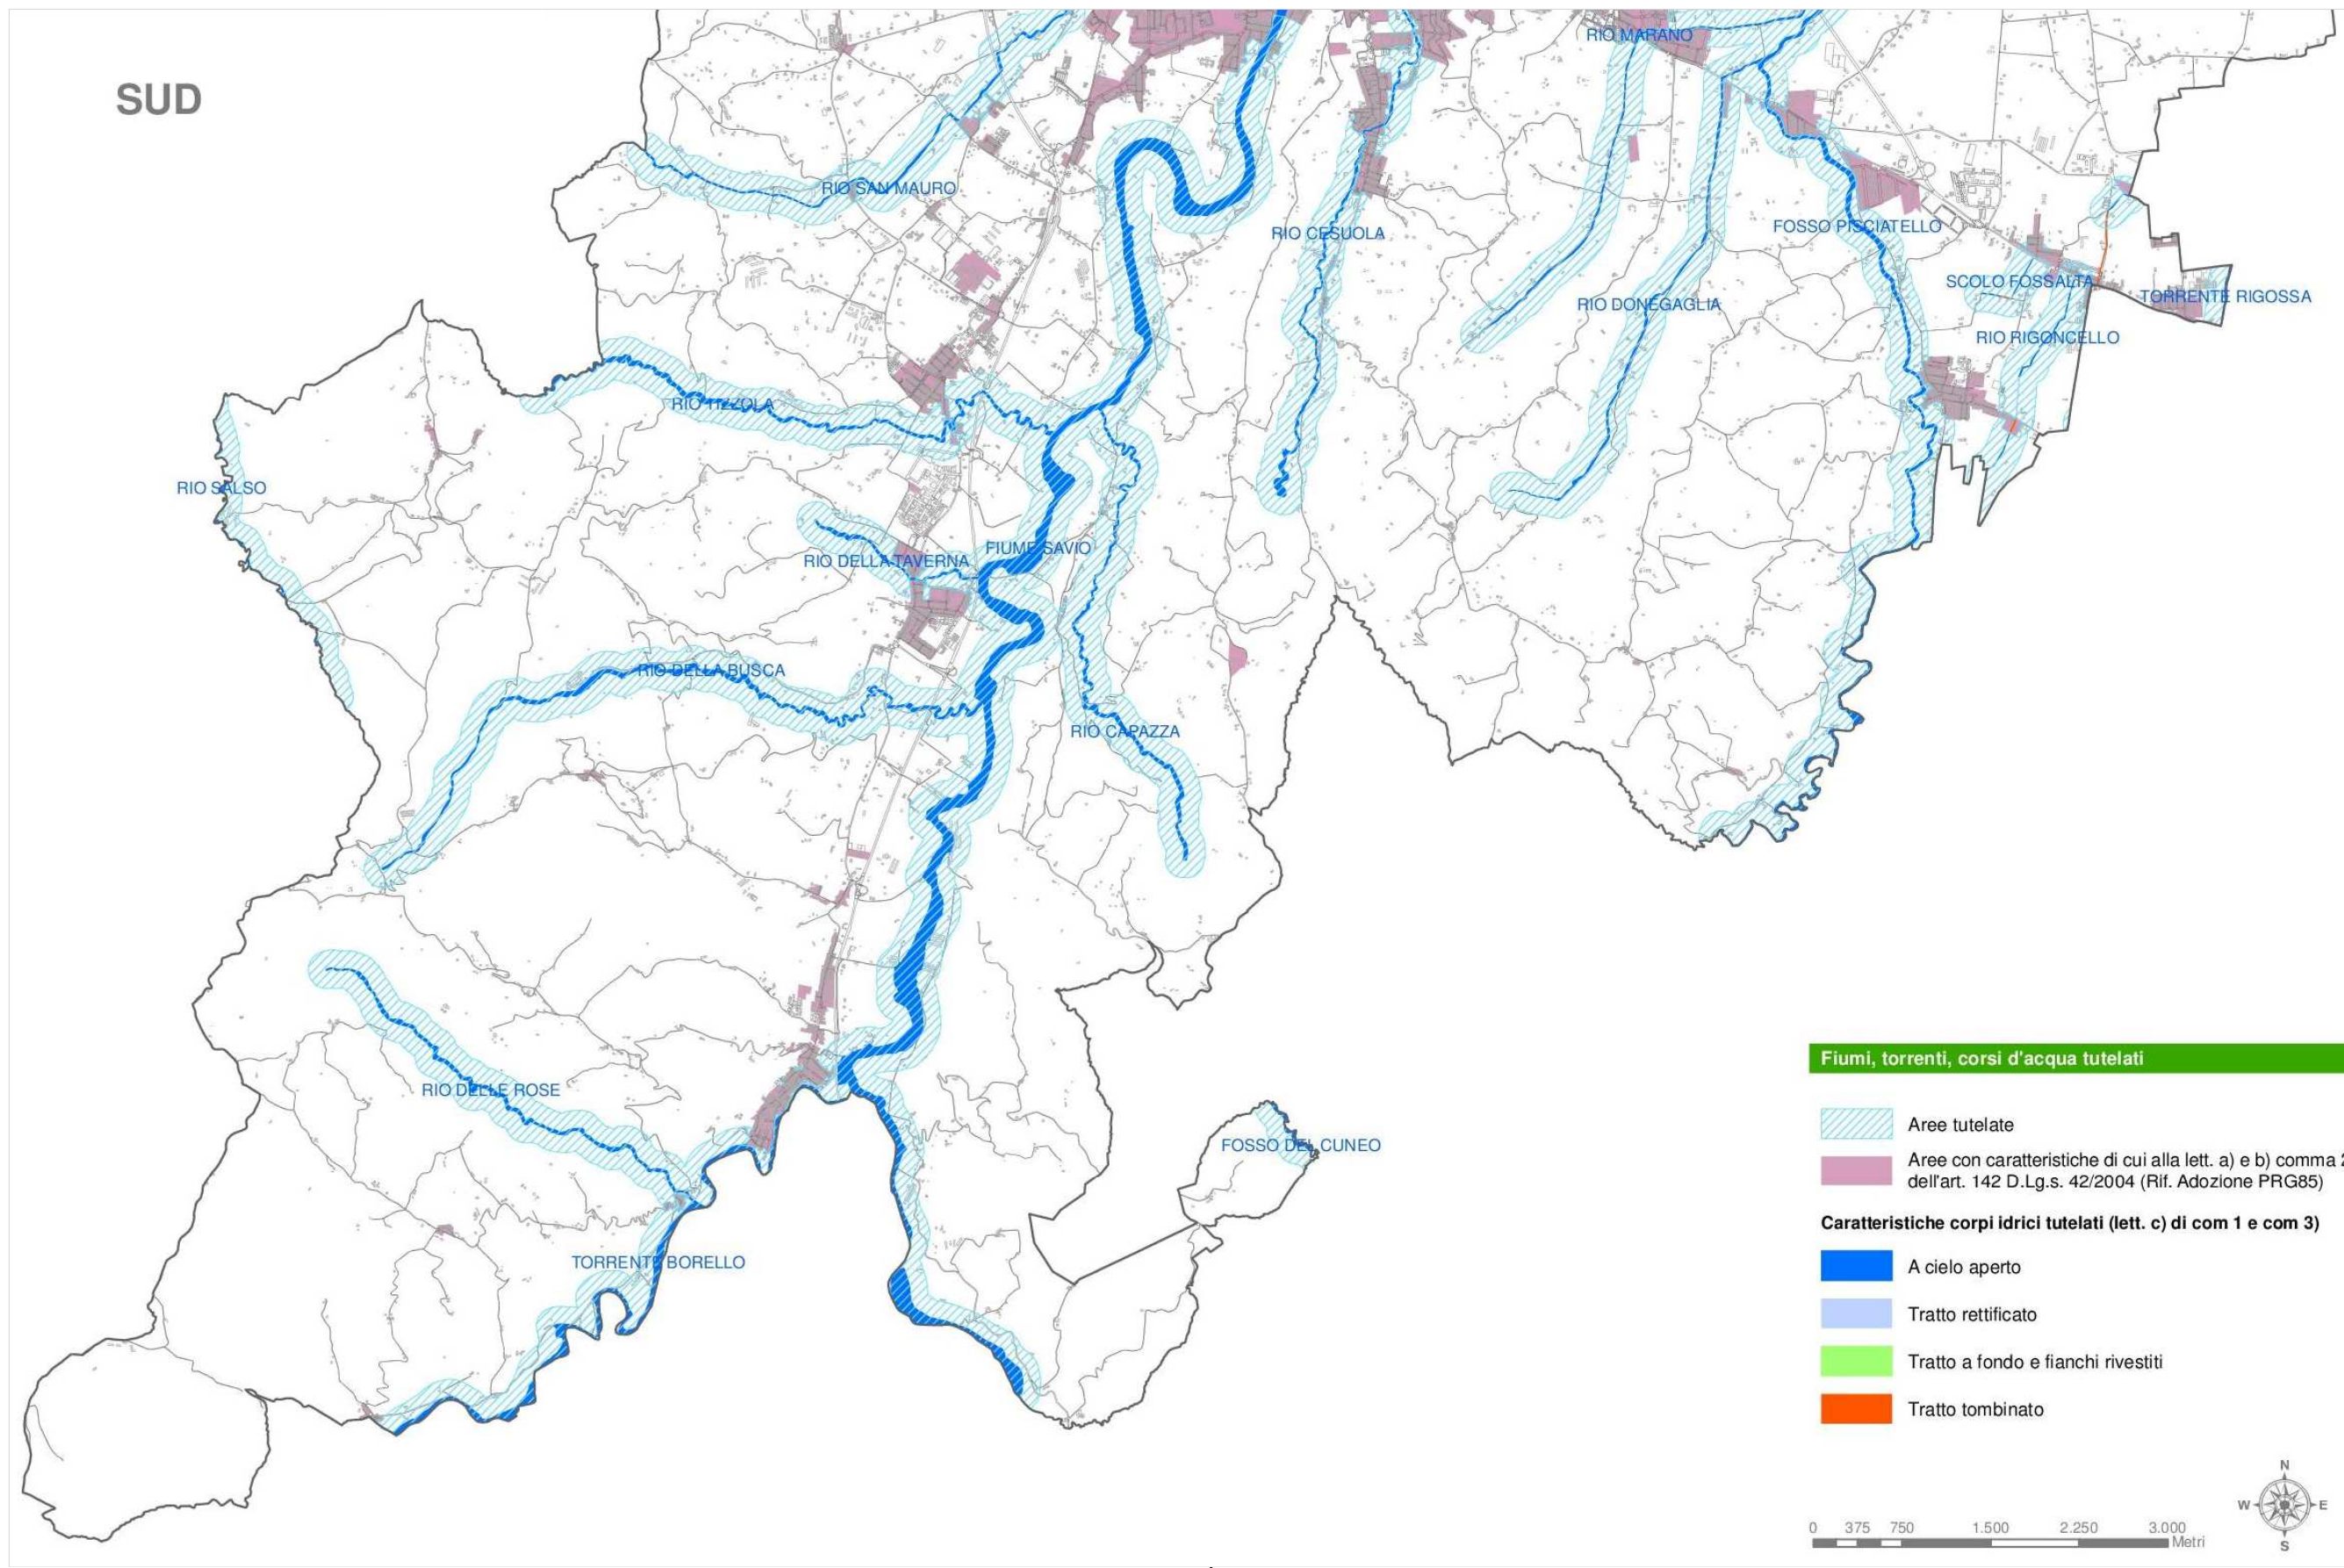 SUD
RIO MARANO
RIO SAN MAURO
RIO CESUOLA
FOSSO PISCIATELLO
SCOLO FOSSALTA
TORRENTE RIGOSSA
RIO DONEGAGLIA
RIO RIGONCELLO
RIO TIZZOLA
RIO SALSO
FIUME SAVIO
RIO DELLA TAVERNA
RIO DELLA BUSCA
RIO CAPAZZA
RIO DELLE ROSE
FOSSO DEL CUNEO
TORRENTE BORELLO
Fiumi, torrenti, corsi d'acqua tutelati
Aree tutelate
Aree con caratteristiche di cui alla lett. a) e b) comma 2
dell'art. 142 D.Lg.s. 42/2004 (Rif. Adozione PRG85)
Caratteristiche corpi idrici tutelati (lett. c) di com 1 e com 3)
A cielo aperto
Tratto rettificato
Tratto a fondo e fianchi rivestiti
Tratto tombinato
N
W E
S
0 375 750 1.500 2.250 3.000
Metri